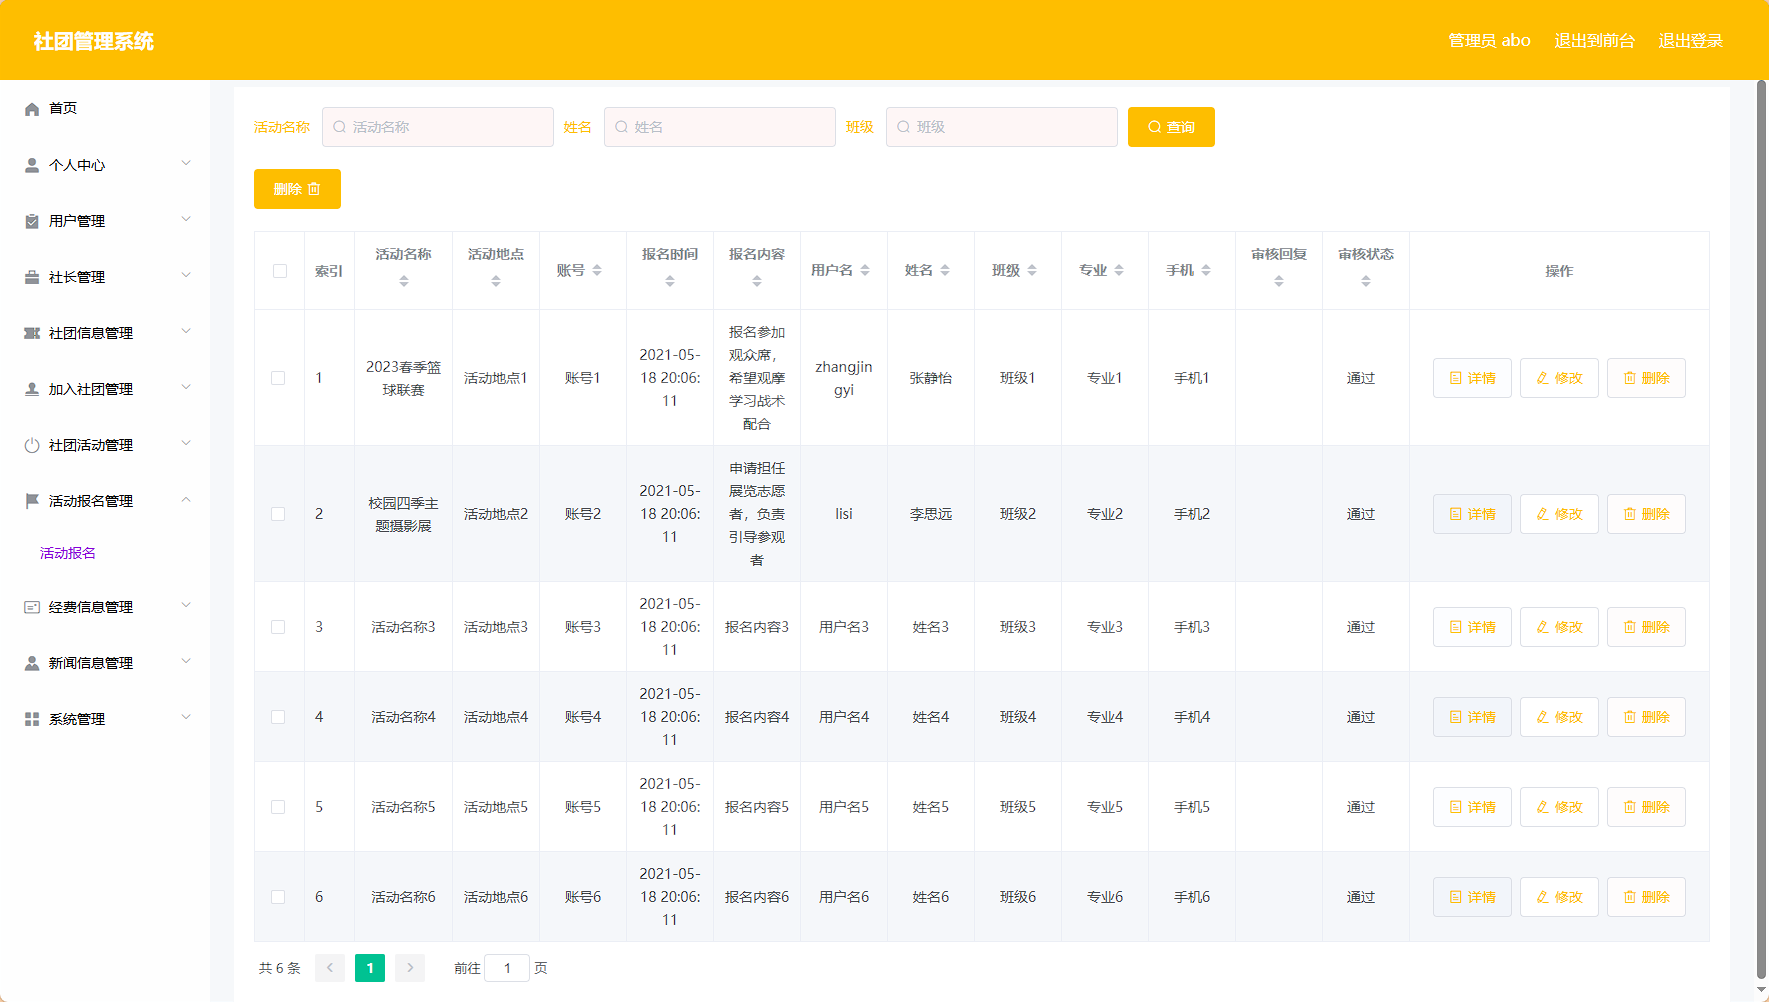 社团管理系统
管理员 abo 退出到前台 退出登录
首页
个人中心
用户管理
社长管理
社团信息管理
加入社团管理
社团活动管理
活动报名管理
活动报名
经费信息管理
新闻信息管理
系统管理
活动名称 活动名称 姓名 姓名 班级 班级 查询
删除
索引 活动名称 活动地点 账号 报名时间 报名内容 用户名 姓名 班级 专业 手机 审核回复 审核状态 操作
1 2023春季篮球联赛 活动地点1 账号1 2021-05-18 20:06:11 报名参加观众席，希望观摩学习战术配合 zhangjingyi 张静怡 班级1 专业1 手机1 通过 详情 修改 删除
2 校园四季主题摄影展 活动地点2 账号2 2021-05-18 20:06:11 申请担任展览志愿者，负责引导参观者 lisi 李思远 班级2 专业2 手机2 通过 详情 修改 删除
3 活动名称3 活动地点3 账号3 2021-05-18 20:06:11 报名内容3 用户名3 姓名3 班级3 专业3 手机3 通过 详情 修改 删除
4 活动名称4 活动地点4 账号4 2021-05-18 20:06:11 报名内容4 用户名4 姓名4 班级4 专业4 手机4 通过 详情 修改 删除
5 活动名称5 活动地点5 账号5 2021-05-18 20:06:11 报名内容5 用户名5 姓名5 班级5 专业5 手机5 通过 详情 修改 删除
6 活动名称6 活动地点6 账号6 2021-05-18 20:06:11 报名内容6 用户名6 姓名6 班级6 专业6 手机6 通过 详情 修改 删除
共 6 条 1 前往 1 页